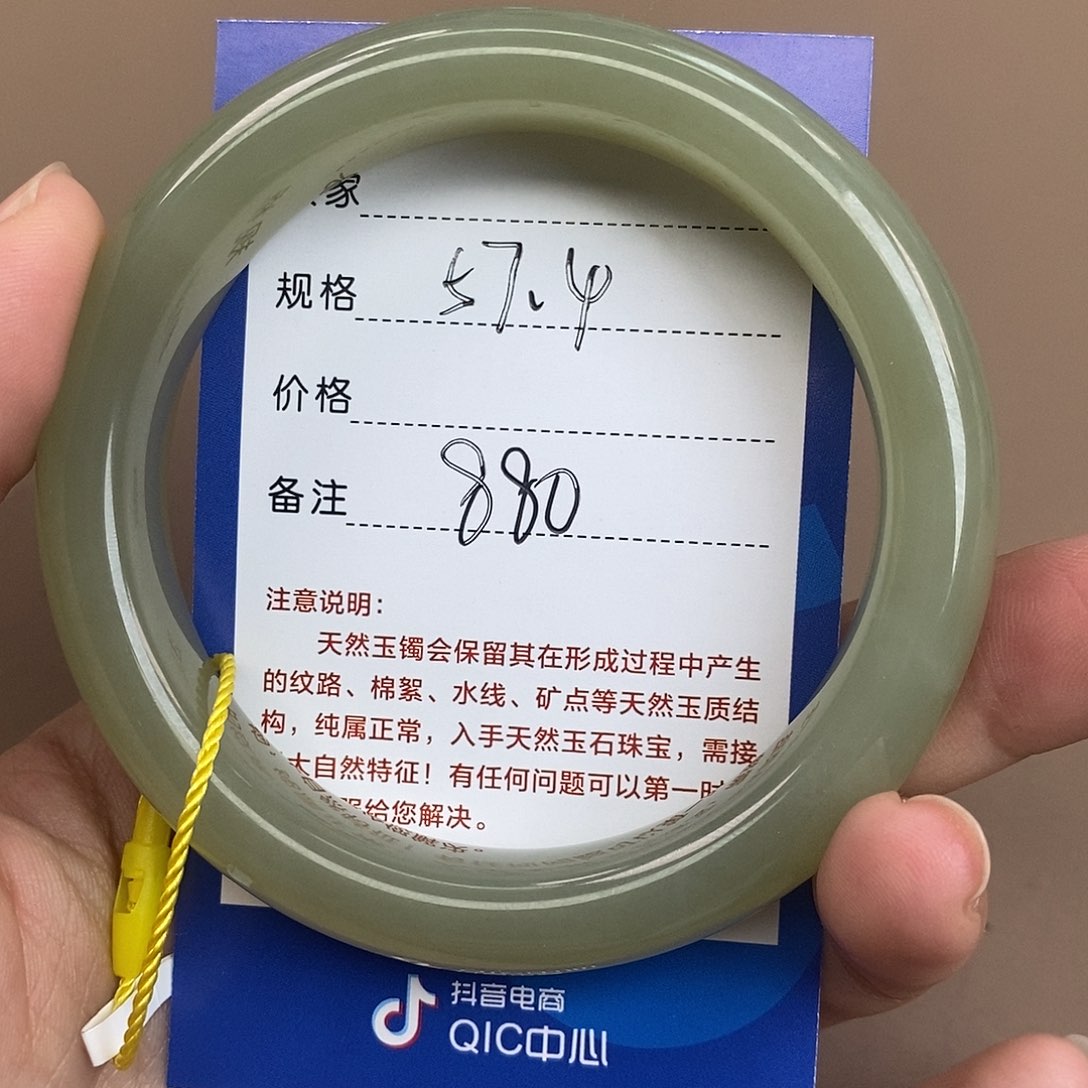 家
规格 57.4
价格
备注 880
注意说明：
天然玉镯会保留其在形成过程中产生
的纹路、棉絮、水线、矿点等天然玉质结
构，纯属正常，入手天然玉石珠宝，需接
大自然特征！有任何问题可以第一时
给您解决。
抖音电商
QIC中心